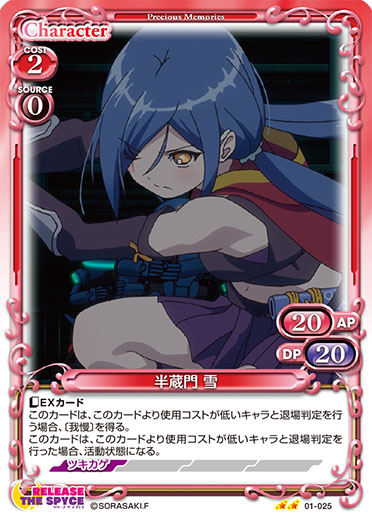 Precious Memories
Character
COST
2
SOURCE
0
20 AP
DP 20
半蔵門 雪
EXカード
このカードは、このカードより使用コストが低いキャラと退場判定を行
う場合、〔我慢〕を得る。
このカードは、このカードより使用コストが低いキャラと退場判定を
行った場合、活動状態になる。
ツキカゲ
RELEASE
THE SPYCE
©SORASAKI.F
01-025